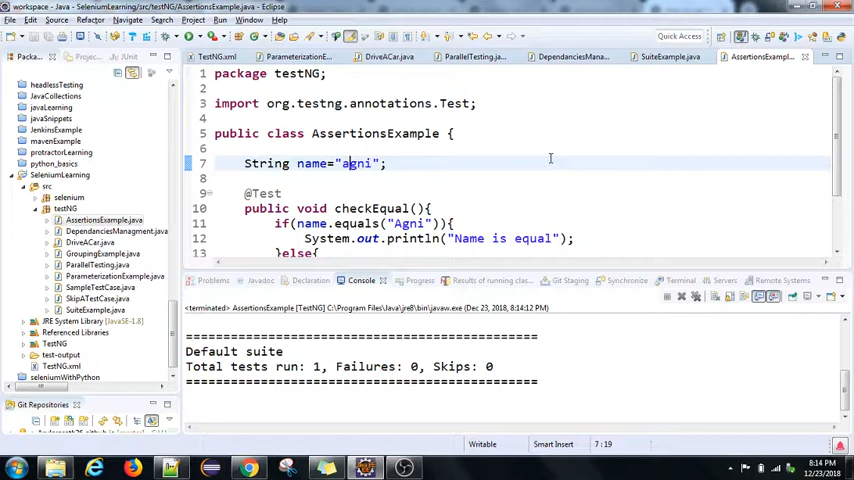 workspace - Java - SeleniumLearning/src/testNG/AssertionsExample.java - Eclipse
File Edit Source Refactor Navigate Search Project Run Window Help
Quick Access
Packa...
Projec...
TestNG.xml
ParameterizationE...
DriveACar.java
ParallelTesting.ja...
DependanciesMana...
SuiteExample.java
AssertionsExampl...
headlessTesting
JavaCollections
javaLearning
javaSnippets
JenkinsExample
mavenExample
protractorLearning
python_basics
SeleniumLearning
src
selenium
testNG
AssertionsExample.java
DependanciesManagment.java
DriveACar.java
GroupingExample.java
ParallelTesting.java
ParameterizationExample.java
SampleTestCase.java
SkipATestCase.java
SuiteExample.java
JRE System Library [JavaSE-1.8]
Referenced Libraries
TestNG
test-output
TestNG.xml
seleniumWithPython
Git Repositories
1 package testNG;
2
3 import org.testng.annotations.Test;
4
5 public class AssertionsExample {
6
7 String name="agni";
8
9 @Test
10 public void checkEqual(){
11 if(name.equals("Agni")){
12 System.out.println("Name is equal");
13 }else{
Problems
Javadoc
Declaration
Console
Progress
Results of running class...
Git Staging
Synchronize
Terminal
Servers
Remote Systems
<terminated> AssertionsExample [TestNG] C:\Program Files\Java\jre8\bin\javaw.exe (Dec 23, 2018, 8:14:12 PM)
===============================================
Default suite
Total tests run: 1, Failures: 0, Skips: 0
===============================================
Writable
Smart Insert
7 : 19
8:14 PM
12/23/2018